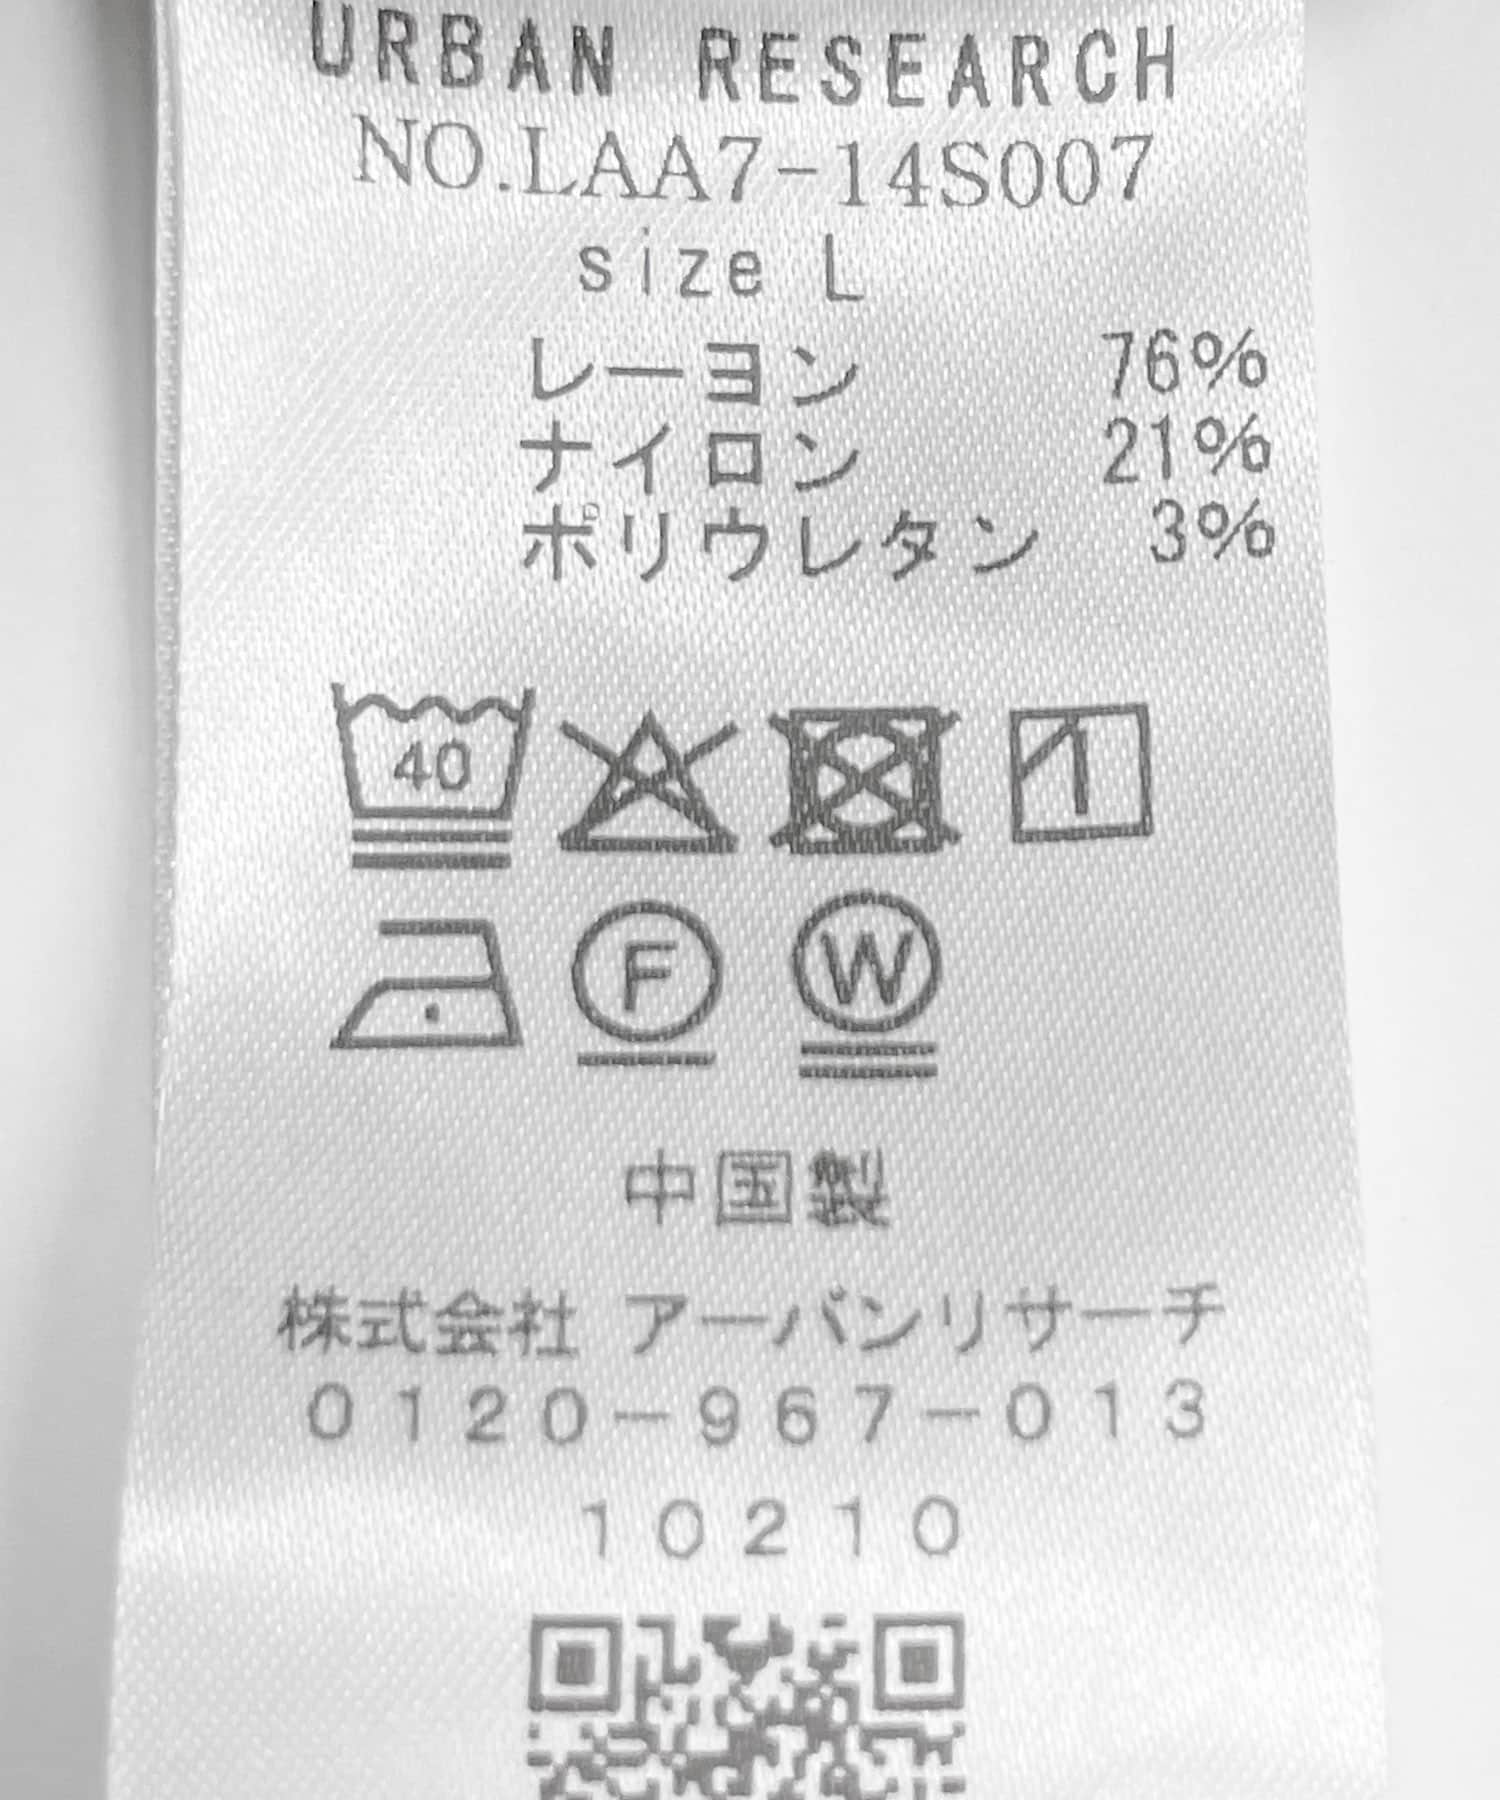 URBAN RESEARCH
NO.LAA7-14S007
size L
レーヨン 76%
ナイロン 21%
ポリウレタン 3%
40
F W
中国製
株式会社 アーバンリサーチ
0120-967-013
10210